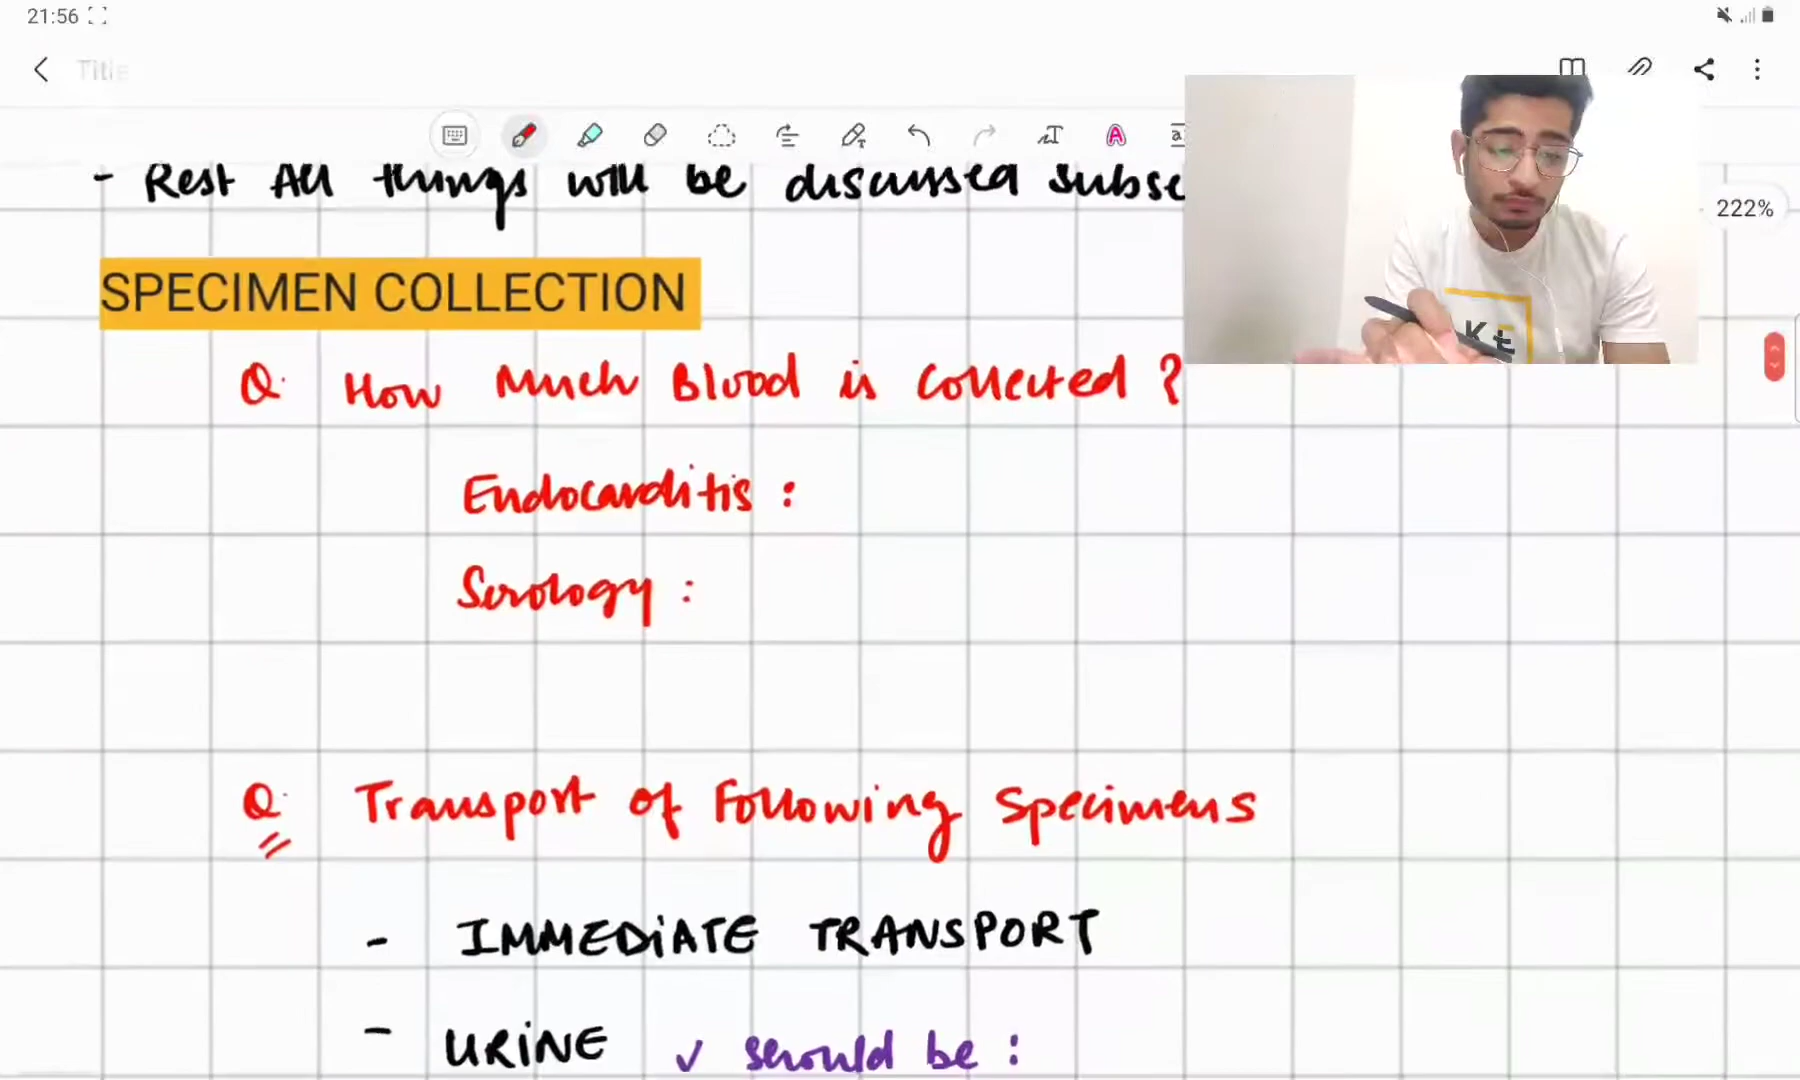 21:56
Title
222%
- Rest All things will be discussed subse
SPECIMEN COLLECTION
Q. How Much Blood is Collected ?
Endocarditis :
Serology :
Q. Transport of Following Specimens
- IMMEDiATE TRANSPORT
- URiNE ✓ should be :